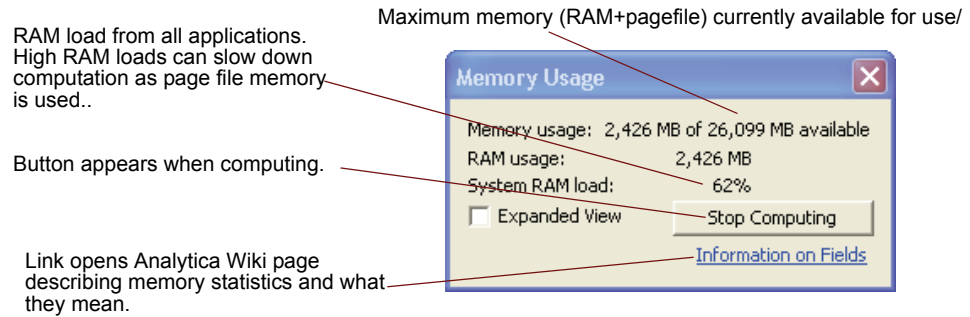 Maximum memory (RAM+pagefile) currently available for use/
RAM load from all applications.
High RAM loads can slow down
computation as page file memory
is used..
Memory Usage
Memory usage: 2,426 MB of 26,099 MB available
RAM usage: 2,426 MB
System RAM load: 62%
Button appears when computing.
Expanded View
Stop Computing
Information on Fields
Link opens Analytica Wiki page
describing memory statistics and what
they mean.